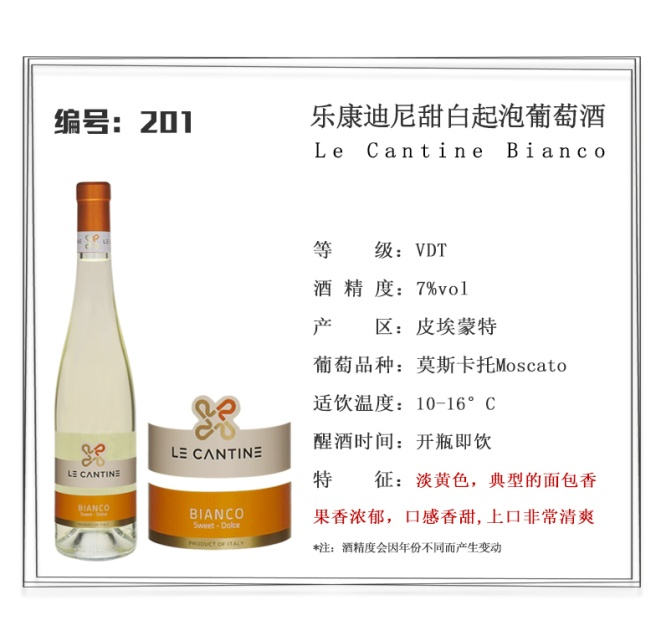 编号：201
乐康迪尼甜白起泡葡萄酒
Le Cantine Bianco
等 级：VDT
酒 精 度：7%vol
产 区：皮埃蒙特
葡萄品种：莫斯卡托Moscato
适饮温度：10-16°C
醒酒时间：开瓶即饮
特 征：淡黄色，典型的面包香
果香浓郁，口感香甜,上口非常清爽
*注：酒精度会因年份不同而产生变动
LE CANTINE
BIANCO
Sweet - Dolce
LE CANTINE
BIANCO
Sweet - Dolce
PRODUCT OF ITALY